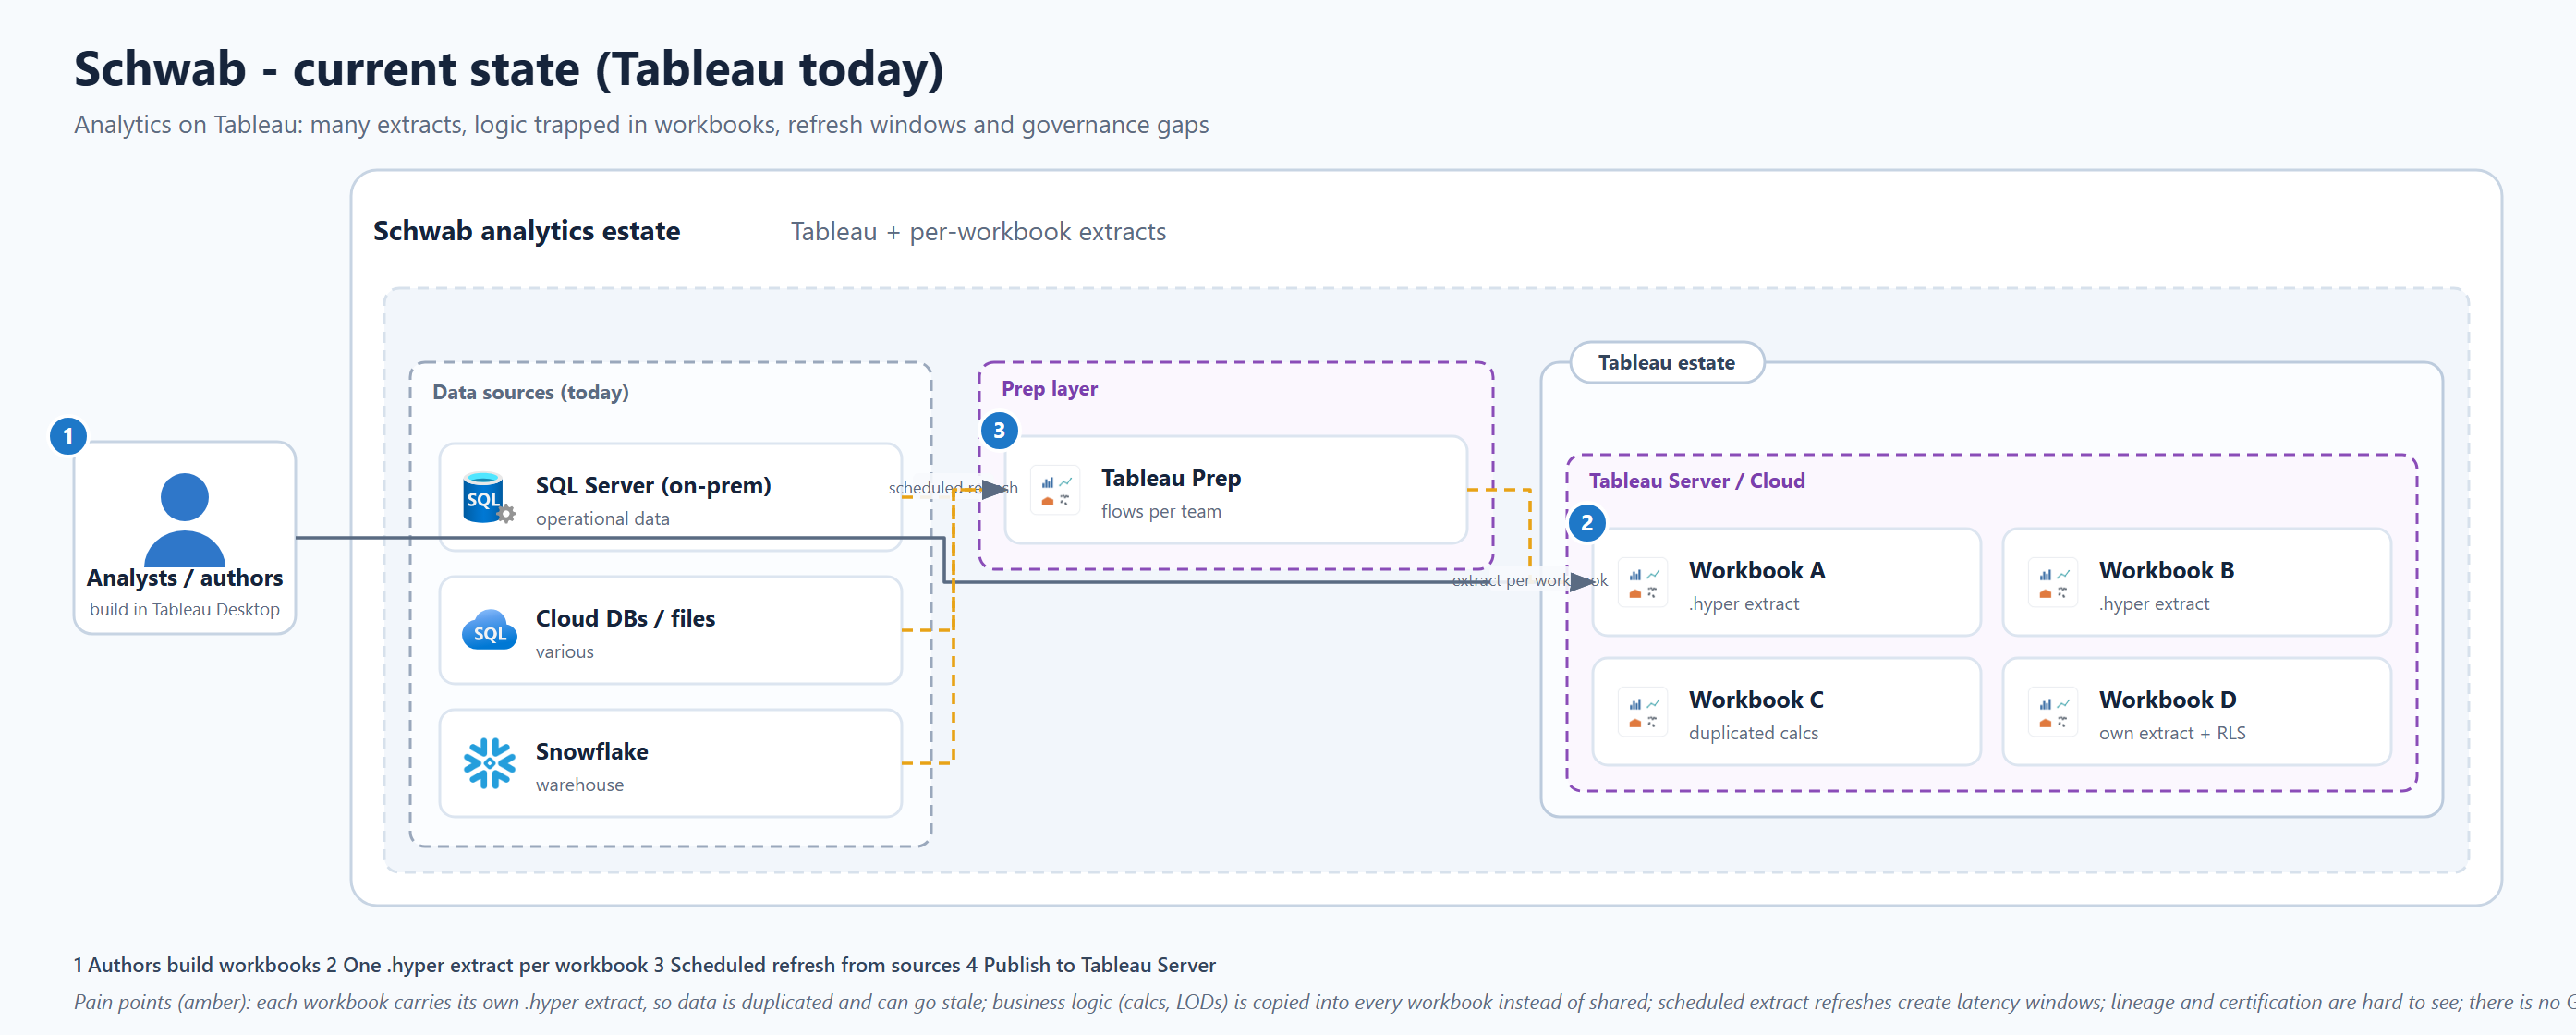 Schwab - current state (Tableau today)
Analytics on Tableau: many extracts, logic trapped in workbooks, refresh windows and governance gaps
Schwab analytics estate
Tableau + per-workbook extracts
1
Analysts / authors
build in Tableau Desktop
Data sources (today)
SQL
SQL Server (on-prem)
operational data
SQL
Cloud DBs / files
various
Snowflake
warehouse
scheduled refresh
Prep layer
3
Tableau Prep
flows per team
extract per workbook
Tableau estate
Tableau Server / Cloud
2
Workbook A
.hyper extract
Workbook B
.hyper extract
Workbook C
duplicated calcs
Workbook D
own extract + RLS
1 Authors build workbooks 2 One .hyper extract per workbook 3 Scheduled refresh from sources 4 Publish to Tableau Server
Pain points (amber): each workbook carries its own .hyper extract, so data is duplicated and can go stale; business logic (calcs, LODs) is copied into every workbook instead of shared; scheduled extract refreshes create latency windows; lineage and certification are hard to see; there is no